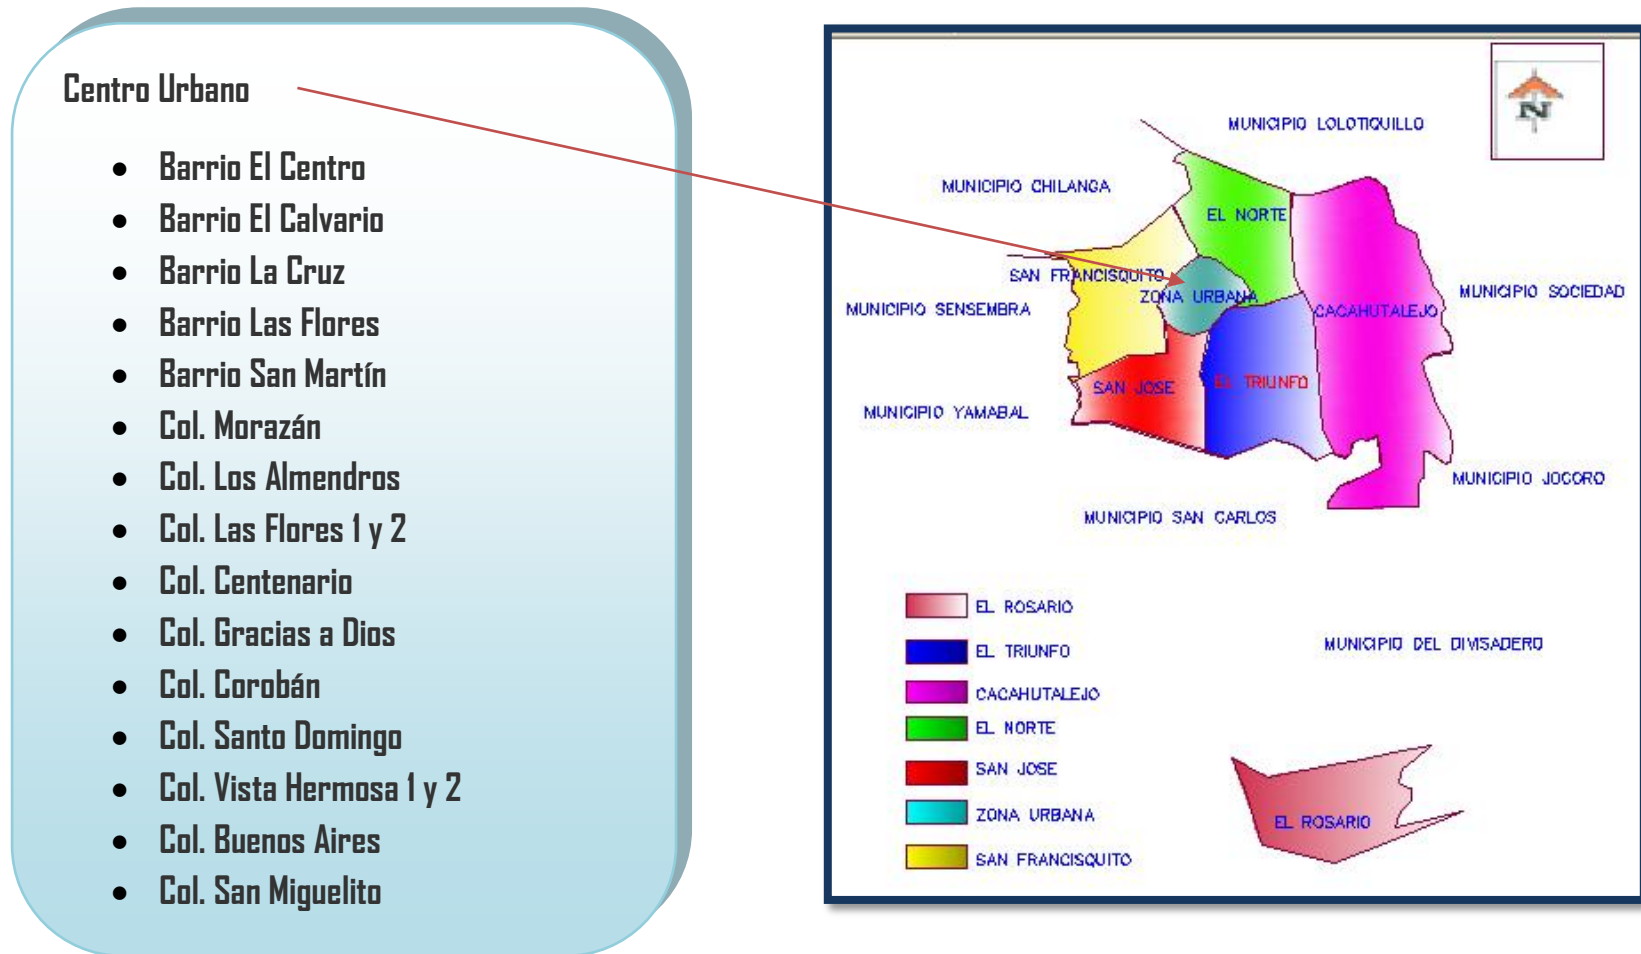 Centro Urbano
• Barrio El Centro
• Barrio El Calvario
• Barrio La Cruz
• Barrio Las Flores
• Barrio San Martín
• Col. Morazán
• Col. Los Almendros
• Col. Las Flores 1 y 2
• Col. Centenario
• Col. Gracias a Dios
• Col. Corobán
• Col. Santo Domingo
• Col. Vista Hermosa 1 y 2
• Col. Buenos Aires
• Col. San Miguelito
N
MUNICIPIO LOLOTIQUILLO
MUNICIPIO CHILANGA
EL NORTE
SAN FRANCISQUITO
ZONA URBANA
MUNICIPIO SOCIEDAD
MUNICIPIO SENSEMBRA
CACAHUTALEJO
SAN JOSE
EL TRIUNFO
MUNICIPIO YAMABAL
MUNICIPIO JOCORO
MUNICIPIO SAN CARLOS
EL ROSARIO
EL TRIUNFO
CACAHUTALEJO
EL NORTE
SAN JOSE
ZONA URBANA
SAN FRANCISQUITO
MUNICIPIO DEL DIVISADERO
EL ROSARIO